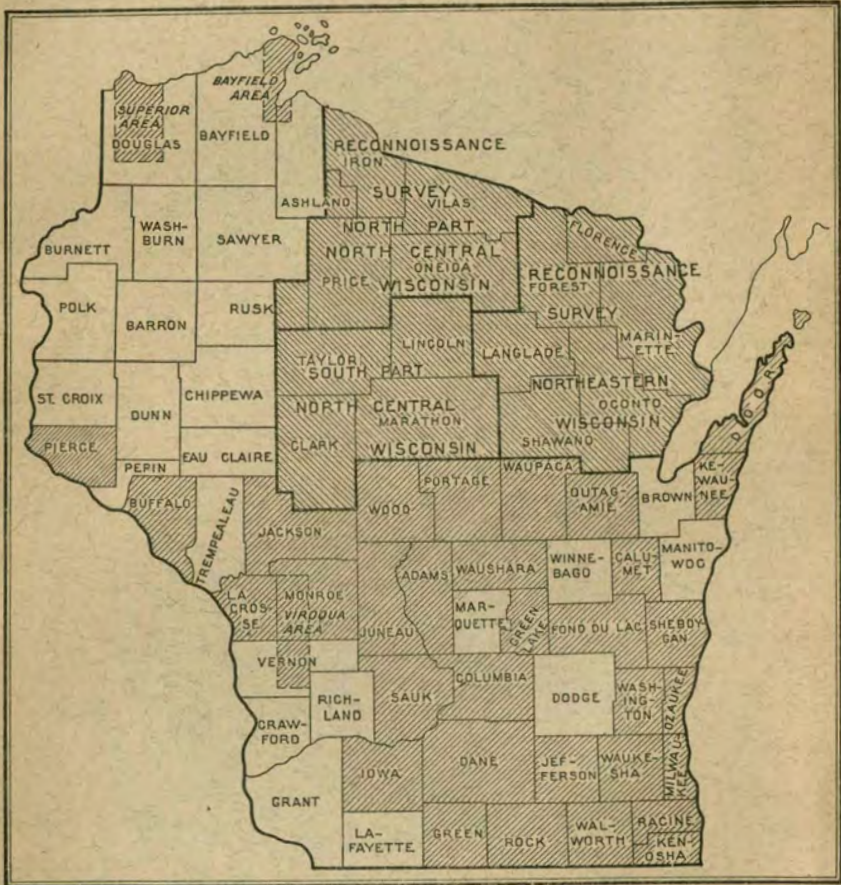 BAYFIELD
AREA
SUPERIOR
AREA
DOUGLAS
BAYFIELD
RECONNOISSANCE
IRON
SURVEY
ASHLAND
VILAS
NORTH PART
BURNETT
WASH-
BURN
SAWYER
NORTH CENTRAL
ONEIDA
PRICE
WISCONSIN
FLORENCE
RECONNOISSANCE
FOREST
SURVEY
POLK
BARRON
RUSK
LINCOLN
LANGLADE
MARIN-
ETTE
TAYLOR
SOUTH PART
NORTHEASTERN
OCONTO
WISCONSIN
ST. CROIX
DUNN
CHIPPEWA
NORTH CENTRAL
MARATHON
CLARK
WISCONSIN
SHAWANO
DOOR
PIERCE
PEPIN
EAU CLAIRE
BUFFALO
TREMPEALEAU
JACKSON
WOOD
PORTAGE
WAUPACA
OUTAG-
AMIE
BROWN
KE-
WAU-
NEE
LA
CROS-
SE
MONROE
VIROQUA
AREA
JUNEAU
ADAMS
WAUSHARA
WINNE-
BAGO
CALU-
MET
MANITO-
WOC
MAR-
QUETTE
GREEN
LAKE
FOND DU LAC
SHEBOY-
GAN
VERNON
RICH-
LAND
SAUK
COLUMBIA
DODGE
WASH-
ING-
TON
OZAUKEE
CRAW-
FORD
GRANT
IOWA
DANE
JEF-
FERSON
WAUKE-
SHA
MILWAU-
KEE
LA-
FAYETTE
GREEN
ROCK
WAL-
WORTH
RACINE
KEN-
OSHA